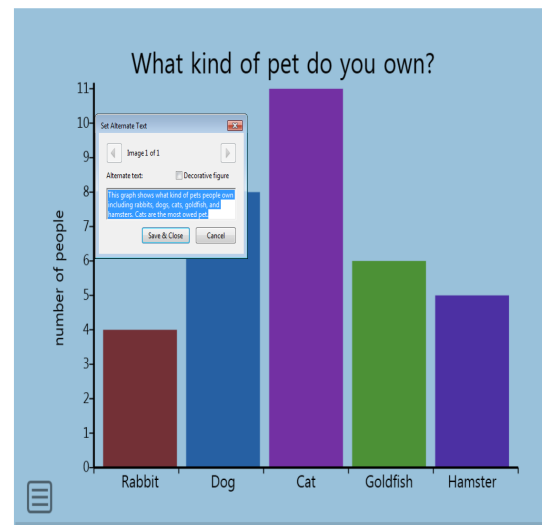 What kind of pet do you own?
11
10
9
8
7
6
5
4
3
2
1
0
number of people
Set Alternate Text
Image 1 of 1
Alternate text:
Decorative figure
This graph shows what kind of pets people own
including rabbits, dogs, cats, goldfish, and
hamsters. Cats are the most owed pet.
Save & Close
Cancel
Rabbit
Dog
Cat
Goldfish
Hamster